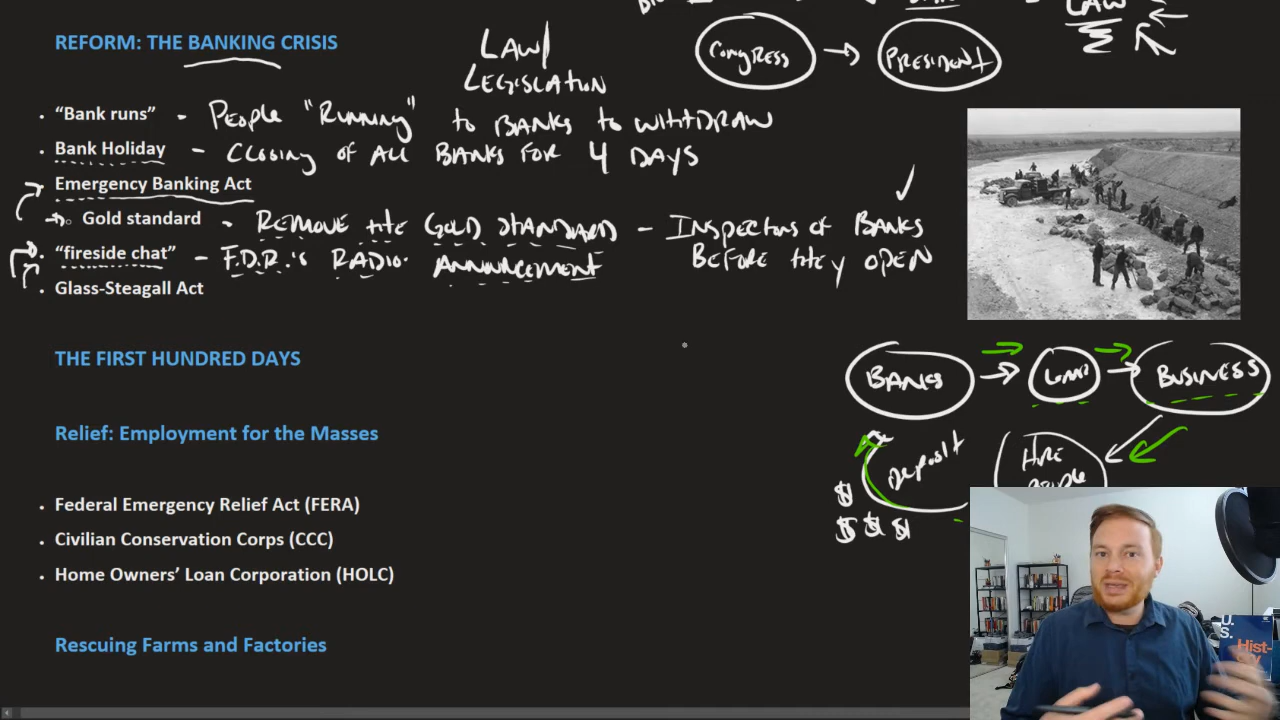 LAW
CONGRESS → PRESIDENT
REFORM: THE BANKING CRISIS
LAW/
LEGISLATION
• “Bank runs” - PEOPLE "RUNNING" to BANKS to WITHDRAW
• Bank Holiday - CLOSING OF ALL BANKS FOR 4 DAYS
• Emergency Banking Act
Gold standard - REMOVE the GOLD STANDARD - INSPECTORS of BANKS
BEFORE they OPEN
• “fireside chat” - F.D.R.'s RADIO ANNOUNCEMENT
• Glass-Steagall Act
THE FIRST HUNDRED DAYS
BANKS → LOAN → BUSINESS
Relief: Employment for the Masses
Deposit
HIRE
PEOPLE
$
$ $ $
• Federal Emergency Relief Act (FERA)
• Civilian Conservation Corps (CCC)
• Home Owners’ Loan Corporation (HOLC)
Rescuing Farms and Factories
U.
S.
Hist-